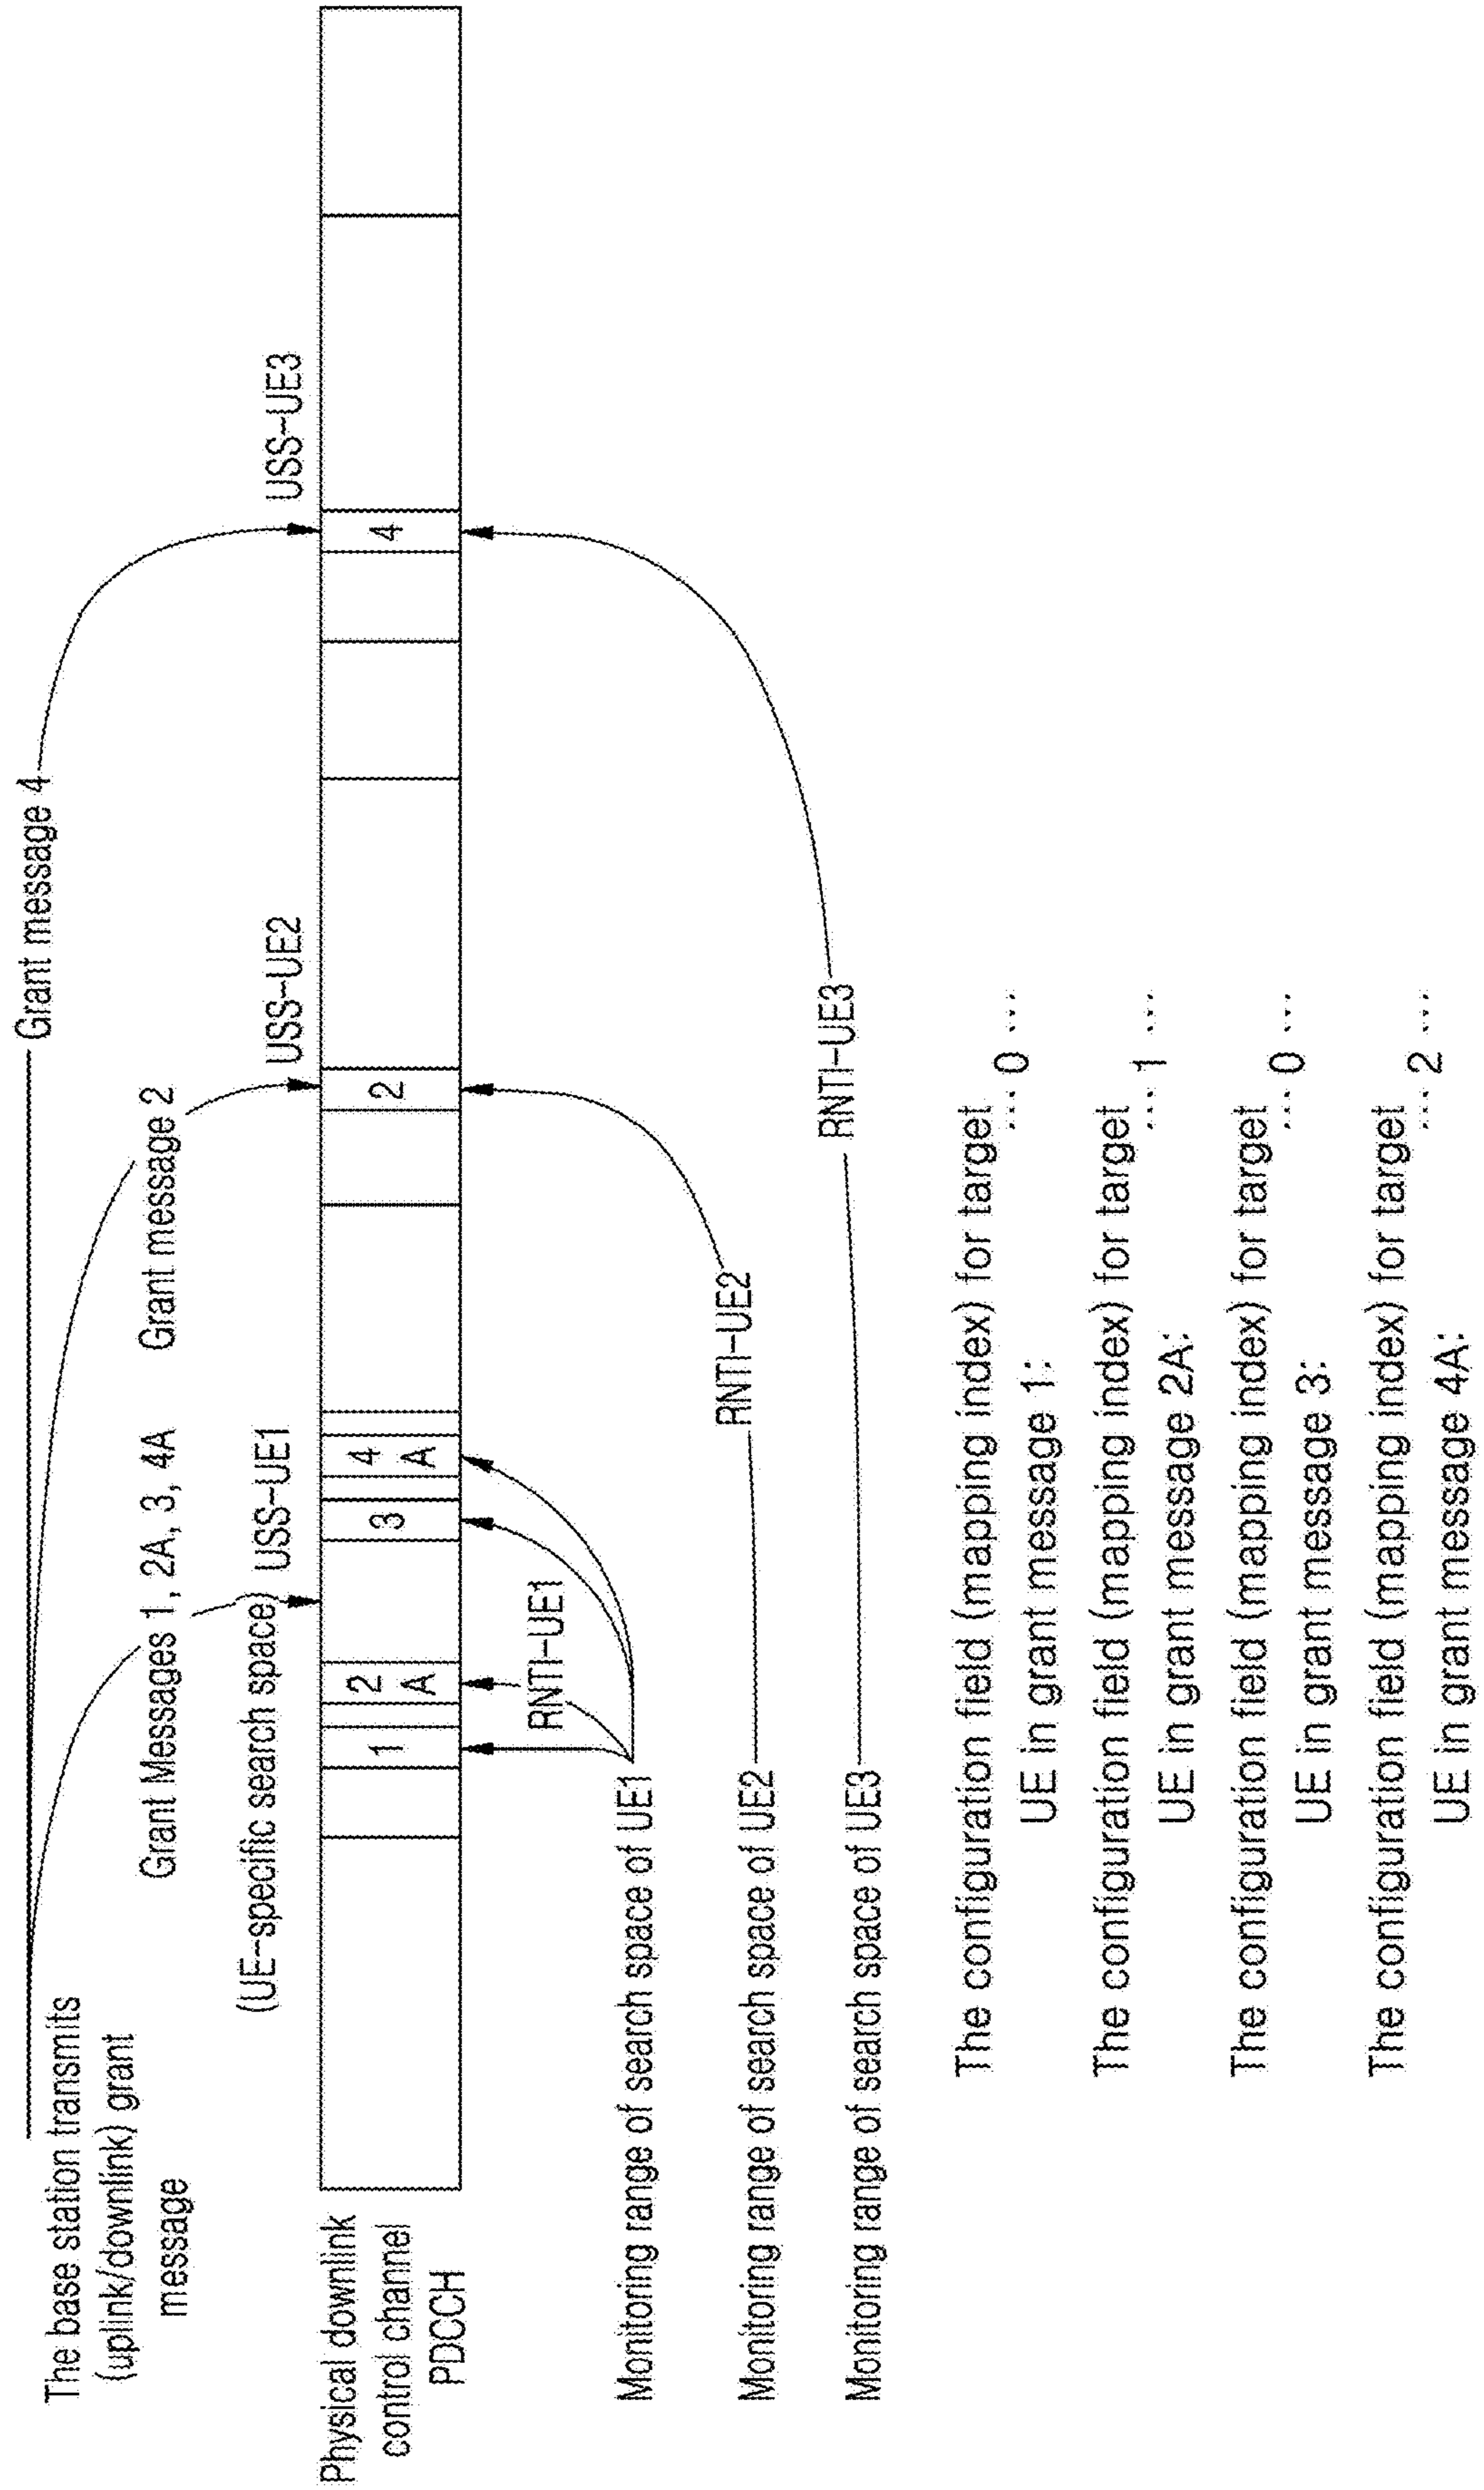 The base station transmits
(uplink/downlink) grant
message
Grant message 4
Grant Messages 1, 2A, 3, 4A
Grant message 2
(UE-specific search space) USS-UE1
USS-UE2
USS-UE3
Physical downlink
control channel
PDCCH
1
2
A
3
4
A
2
4
RNTI-UE1
Monitoring range of search space of UE1
RNTI-UE2
Monitoring range of search space of UE2
RNTI-UE3
Monitoring range of search space of UE3
The configuration field (mapping index) for target
UE in grant message 1:
... 0 ...
The configuration field (mapping index) for target
UE in grant message 2A:
... 1 ...
The configuration field (mapping index) for target
UE in grant message 3:
... 0 ...
The configuration field (mapping index) for target
UE in grant message 4A:
... 2 ...